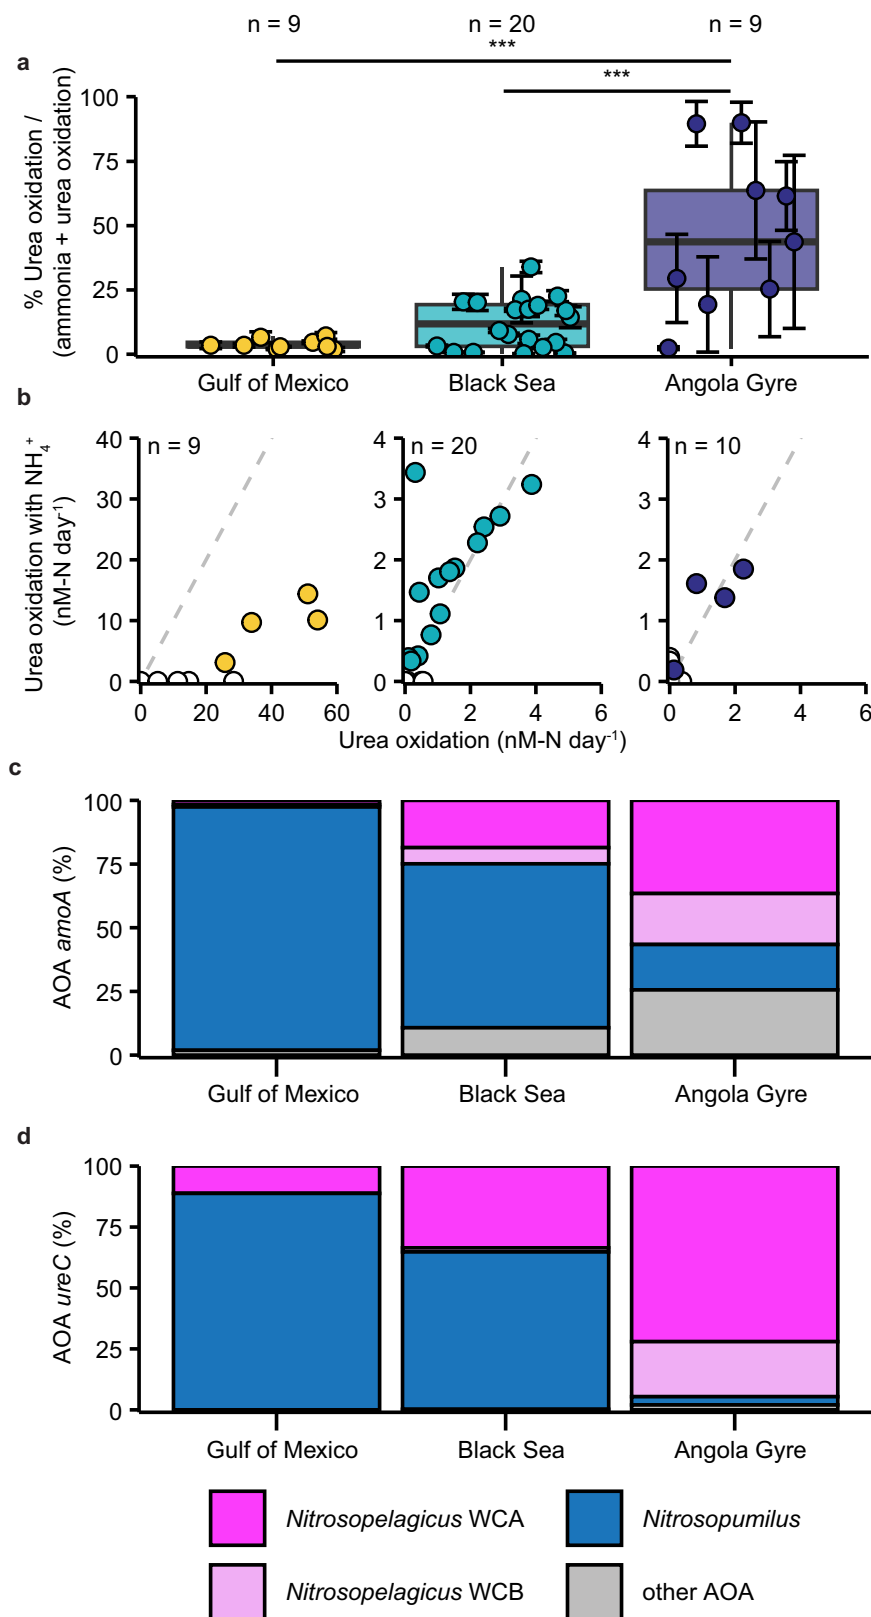 n = 9 n = 20 n = 9
***
a
***
% Urea oxidation /
(ammonia + urea oxidation)
100
75
50
25
0
Gulf of Mexico Black Sea Angola Gyre
b
Urea oxidation with NH₄⁺
(nM-N day⁻¹)
40 n = 9 4 n = 20 4 n = 10
30 3 3
20 2 2
10 1 1
0 0 0
0 20 40 60 0 2 4 6 0 2 4 6
Urea oxidation (nM-N day⁻¹)
c
AOA amoA (%)
100
75
50
25
0
Gulf of Mexico Black Sea Angola Gyre
d
AOA ureC (%)
100
75
50
25
0
Gulf of Mexico Black Sea Angola Gyre
Nitrosopelagicus WCA Nitrosopumilus
Nitrosopelagicus WCB other AOA